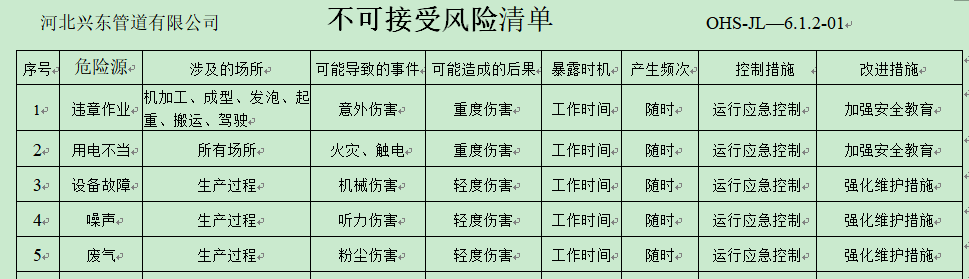 河北兴东管道有限公司 不可接受风险清单 OHS-JL—6.1.2-01
序号 危险源 涉及的场所 可能导致的事件 可能造成的后果 暴露时机 产生频次 控制措施 改进措施
1 违章作业 机加工、成型、发泡、起重、搬运、驾驶 意外伤害 重度伤害 工作时间 随时 运行应急控制 加强安全教育
2 用电不当 所有场所 火灾、触电 重度伤害 工作时间 随时 运行应急控制 加强安全教育
3 设备故障 生产过程 机械伤害 轻度伤害 工作时间 随时 运行应急控制 强化维护措施
4 噪声 生产过程 听力伤害 轻度伤害 工作时间 随时 运行应急控制 强化维护措施
5 废气 生产过程 粉尘伤害 轻度伤害 工作时间 随时 运行应急控制 强化维护措施